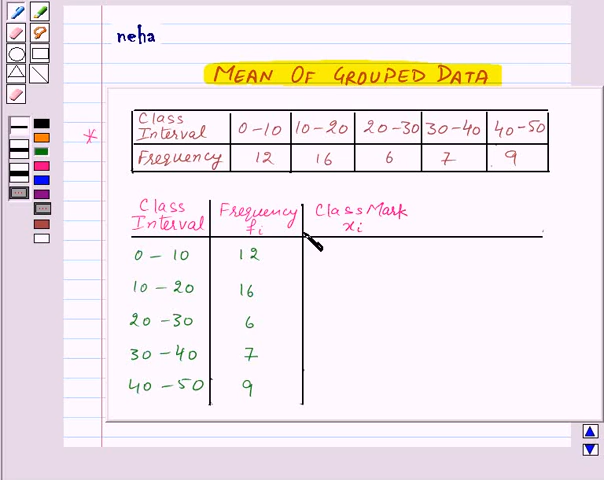 neha
MEAN OF GROUPED DATA
Class Interval 0-10 10-20 20-30 30-40 40-50
Frequency 12 16 6 7 9
Class Interval Frequency fi Class Mark xi
0-10 12
10-20 16
20-30 6
30-40 7
40-50 9